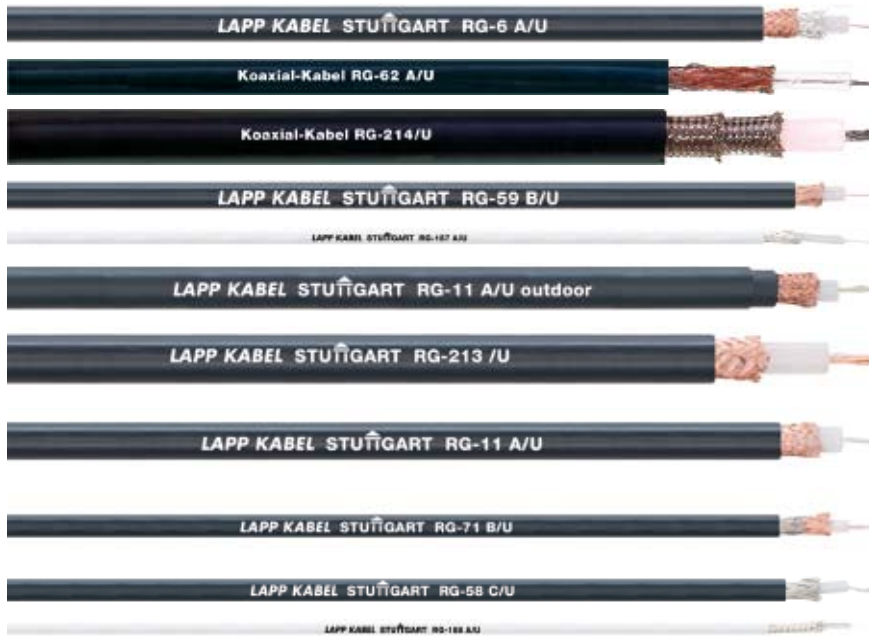 LAPP KABEL STUTTGART RG-6 A/U
Koaxial-Kabel RG-62 A/U
Koaxial-Kabel RG-214/U
LAPP KABEL STUTTGART RG-59 B/U
LAPP KABEL STUTTGART RG-187 A/U
LAPP KABEL STUTTGART RG-11 A/U outdoor
LAPP KABEL STUTTGART RG-213 /U
LAPP KABEL STUTTGART RG-11 A/U
LAPP KABEL STUTTGART RG-71 B/U
LAPP KABEL STUTTGART RG-58 C/U
LAPP KABEL STUTTGART A/U